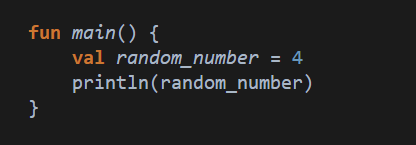 fun main() {
    val random_number = 4
    println(random_number)
}